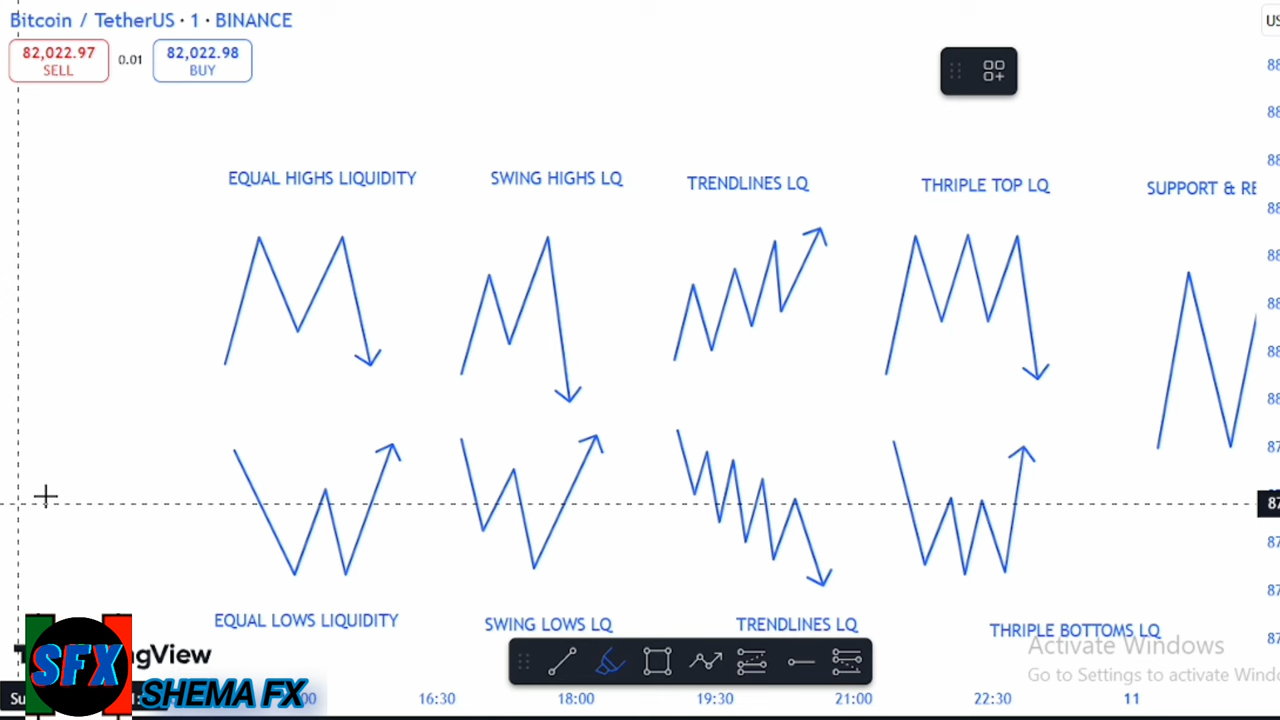 Bitcoin / TetherUS · 1 · BINANCE
82,022.97
SELL
0.01
82,022.98
BUY
EQUAL HIGHS LIQUIDITY
SWING HIGHS LQ
TRENDLINES LQ
THRIPLE TOP LQ
SUPPORT & RE
EQUAL LOWS LIQUIDITY
SWING LOWS LQ
TRENDLINES LQ
THRIPLE BOTTOMS LQ
Activate Windows
Go to Settings to activate Wind
SFX
SHEMA FX
16:30
18:00
19:30
21:00
22:30
11